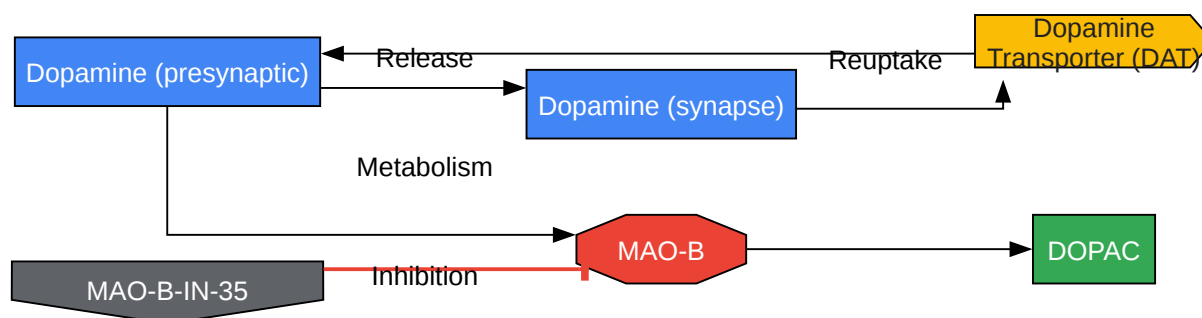 Dopamine
Transporter (DAT)
Release
Reuptake
Dopamine (presynaptic)
Dopamine (synapse)
Metabolism
MAO-B
DOPAC
Inhibition
MAO-B-IN-35